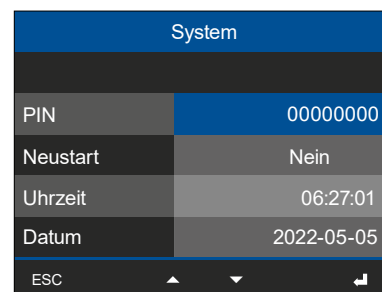 System
PIN 00000000
Neustart Nein
Uhrzeit 06:27:01
Datum 2022-05-05
ESC